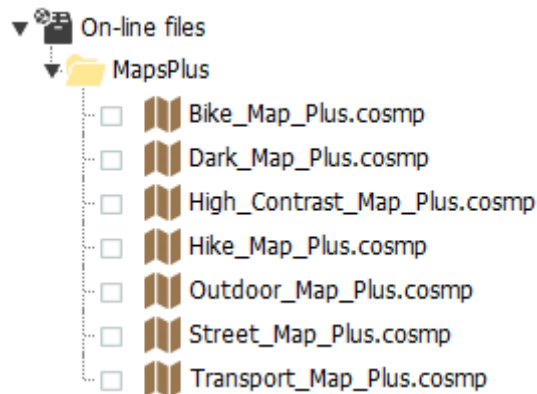 On-line files
MapsPlus
Bike_Map_Plus.cosmp
Dark_Map_Plus.cosmp
High_Contrast_Map_Plus.cosmp
Hike_Map_Plus.cosmp
Outdoor_Map_Plus.cosmp
Street_Map_Plus.cosmp
Transport_Map_Plus.cosmp